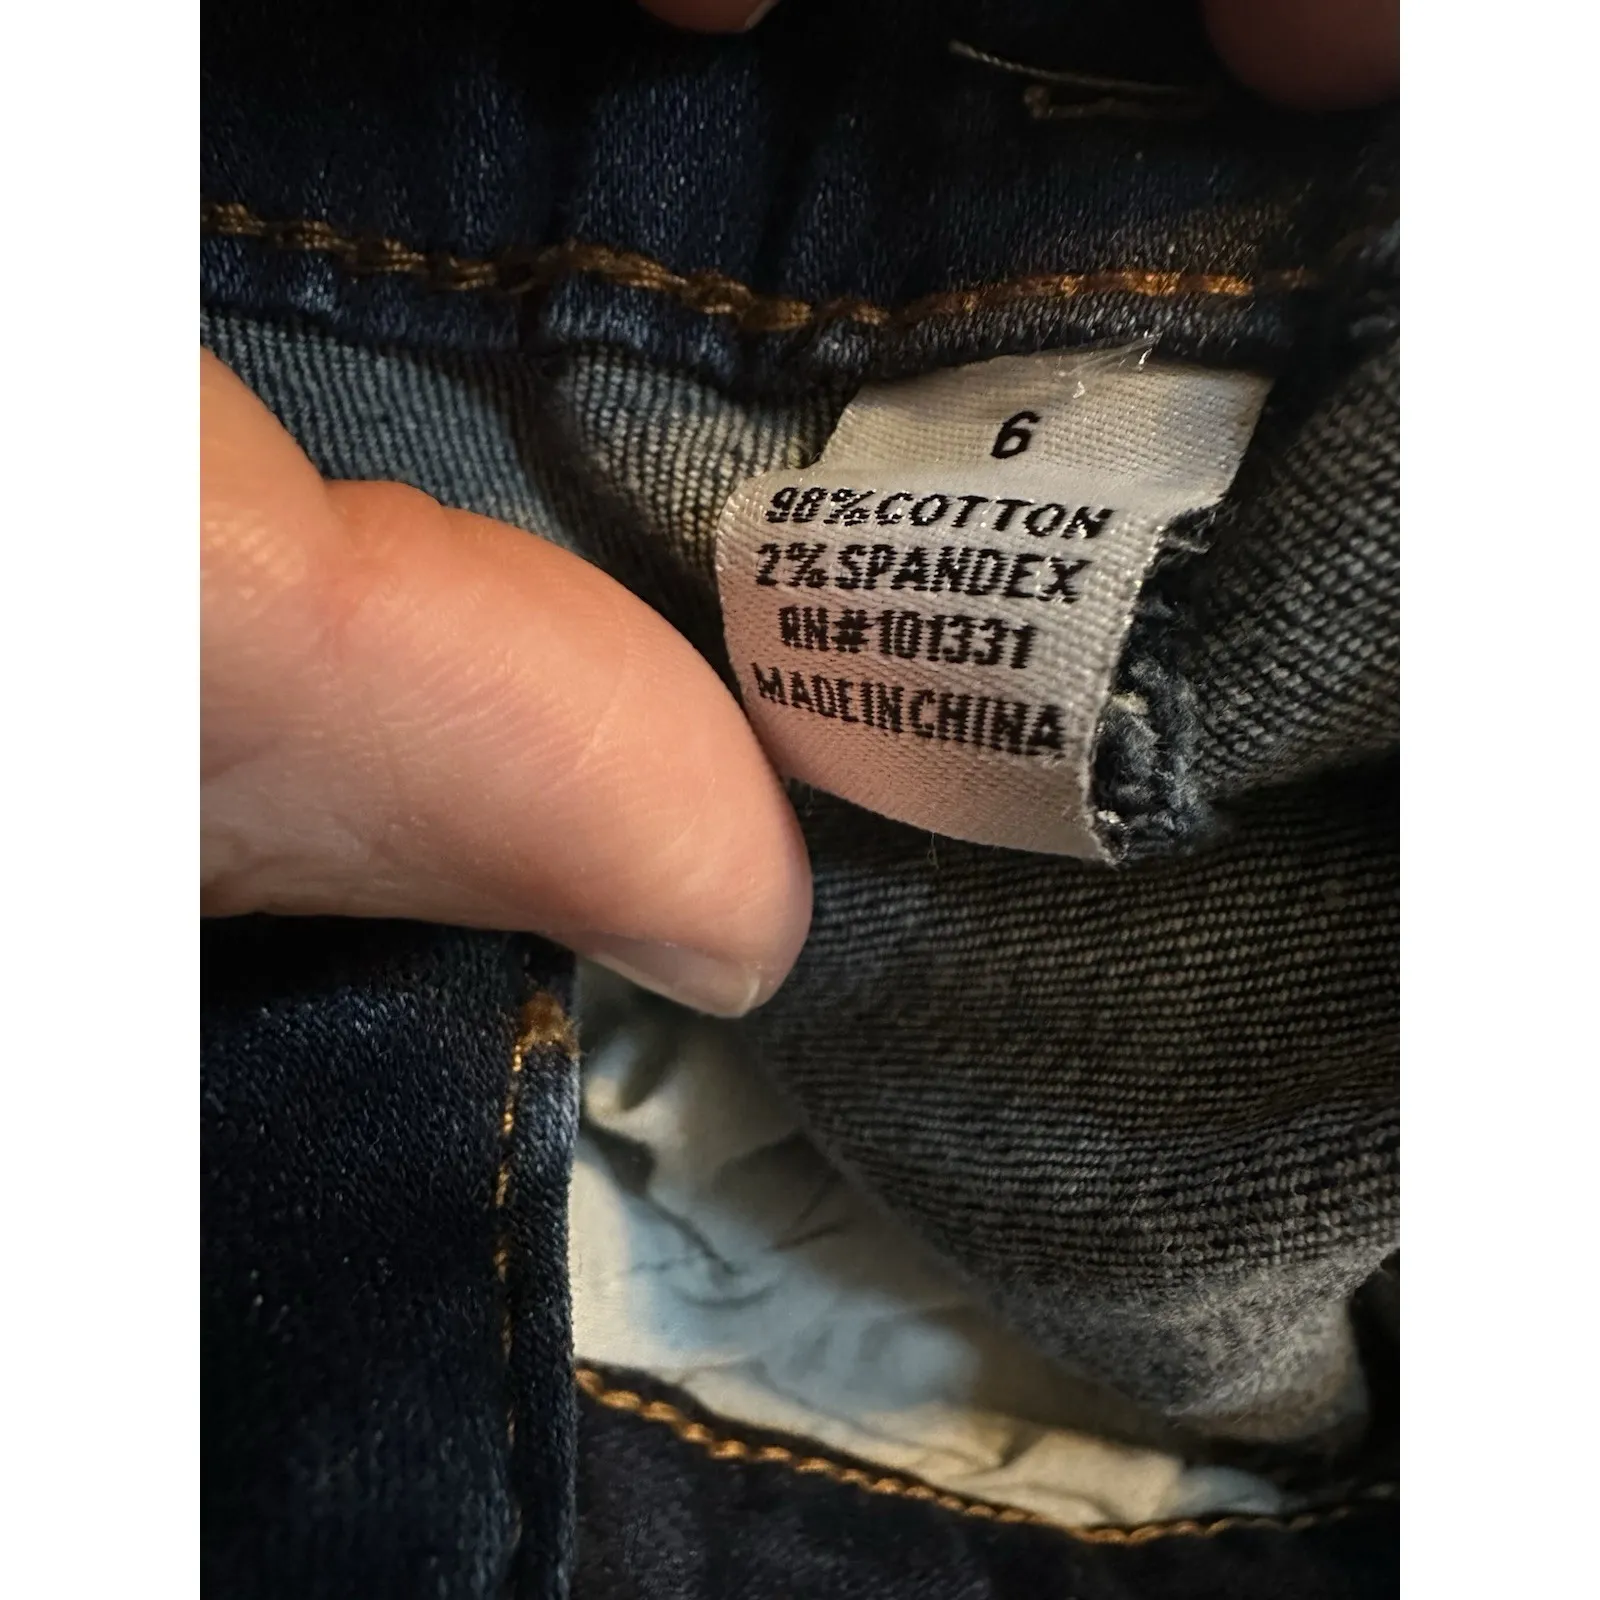 6
98%COTTON
2%SPANDEX
RN#101331
MADEINCHINA